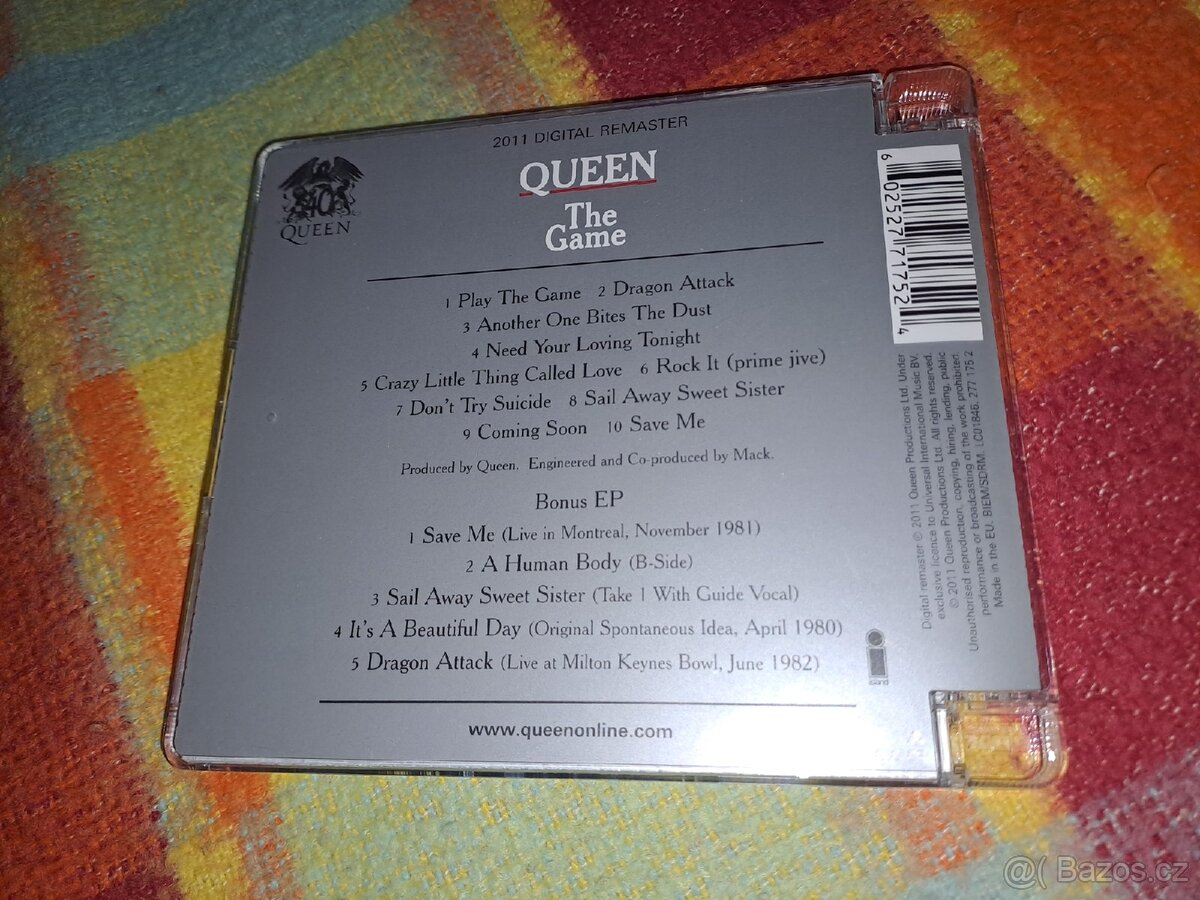 2011 DIGITAL REMASTER
QUEEN
The
Game
40
QUEEN
1 Play The Game 2 Dragon Attack
3 Another One Bites The Dust
4 Need Your Loving Tonight
5 Crazy Little Thing Called Love 6 Rock It (prime jive)
7 Don't Try Suicide 8 Sail Away Sweet Sister
9 Coming Soon 10 Save Me
Produced by Queen. Engineered and Co-produced by Mack.
Bonus EP
1 Save Me (Live in Montreal, November 1981)
2 A Human Body (B-Side)
3 Sail Away Sweet Sister (Take 1 With Guide Vocal)
4 It's A Beautiful Day (Original Spontaneous Idea, April 1980)
5 Dragon Attack (Live at Milton Keynes Bowl, June 1982)
www.queenonline.com
6 02527 71752 4
Digital remaster ℗ 2011 Queen Productions Ltd. Under
exclusive licence to Universal International Music BV.
© 2011 Queen Productions Ltd. All rights reserved.
Unauthorised reproduction, copying, hiring, lending, public
performance or broadcasting of the work prohibited.
Made in the EU. BIEM/SDRM. LC01846. 277 175 2
island
@( Bazos.cz